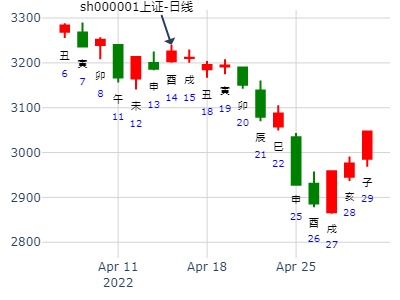 sh000001上证-日线
3300
3200
3100
3000
2900
2800
丑
6
寅
7
卯
8
午
11
未
12
申
13
酉
14
戌
15
丑
18
寅
19
卯
20
辰
21
巳
22
申
25
酉
26
戌
27
亥
28
子
29
Apr 11
2022
Apr 18
Apr 25